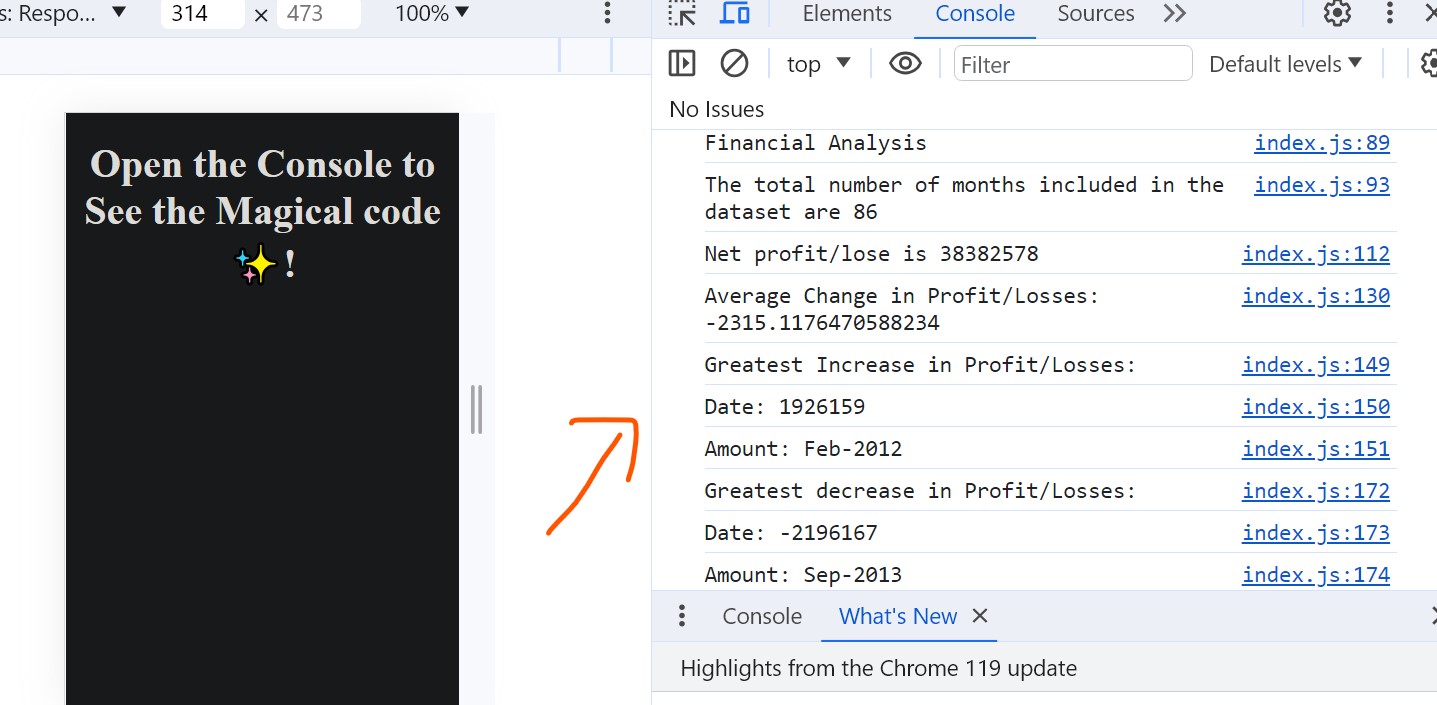 s: Respo... ▼ 314 × 473 100% ▼
Elements Console Sources
top ▼ Filter Default levels ▼
No Issues
Open the Console to
See the Magical code
✨!
Financial Analysis index.js:89
The total number of months included in the index.js:93
dataset are 86
Net profit/lose is 38382578 index.js:112
Average Change in Profit/Losses: index.js:130
-2315.1176470588234
Greatest Increase in Profit/Losses: index.js:149
Date: 1926159 index.js:150
Amount: Feb-2012 index.js:151
Greatest decrease in Profit/Losses: index.js:172
Date: -2196167 index.js:173
Amount: Sep-2013 index.js:174
Console What's New
Highlights from the Chrome 119 update